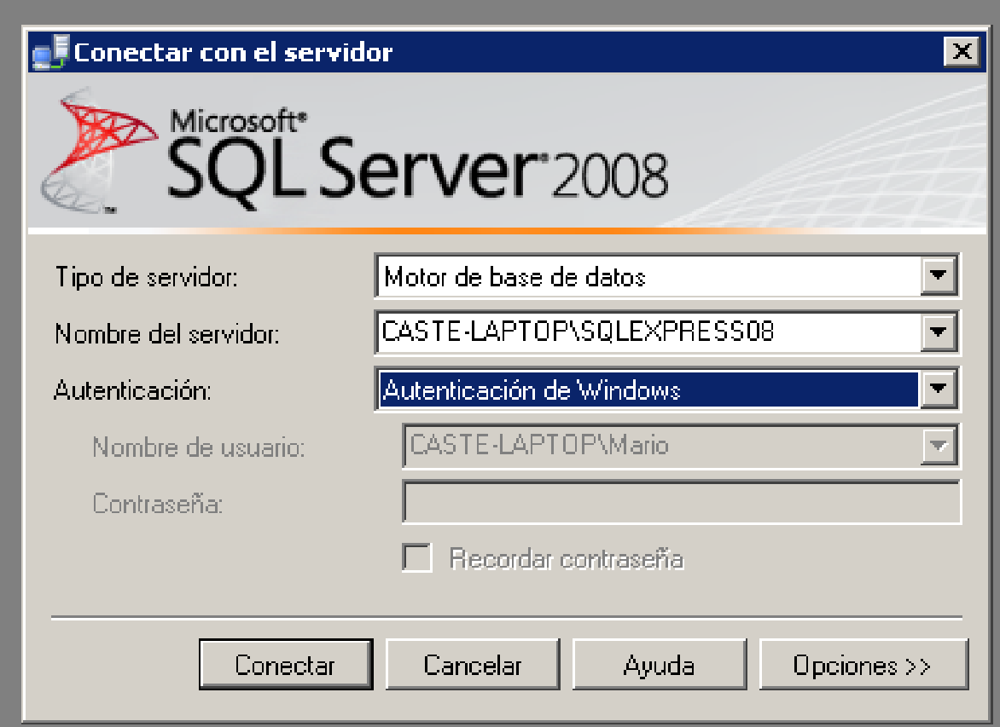 Conectar con el servidor
Microsoft®
SQL Server® 2008
™
Tipo de servidor: Motor de base de datos
Nombre del servidor: CASTE-LAPTOP\SQLEXPRESS08
Autenticación: Autenticación de Windows
Nombre de usuario: CASTE-LAPTOP\Mario
Contraseña:
Recordar contraseña
Conectar Cancelar Ayuda Opciones >>